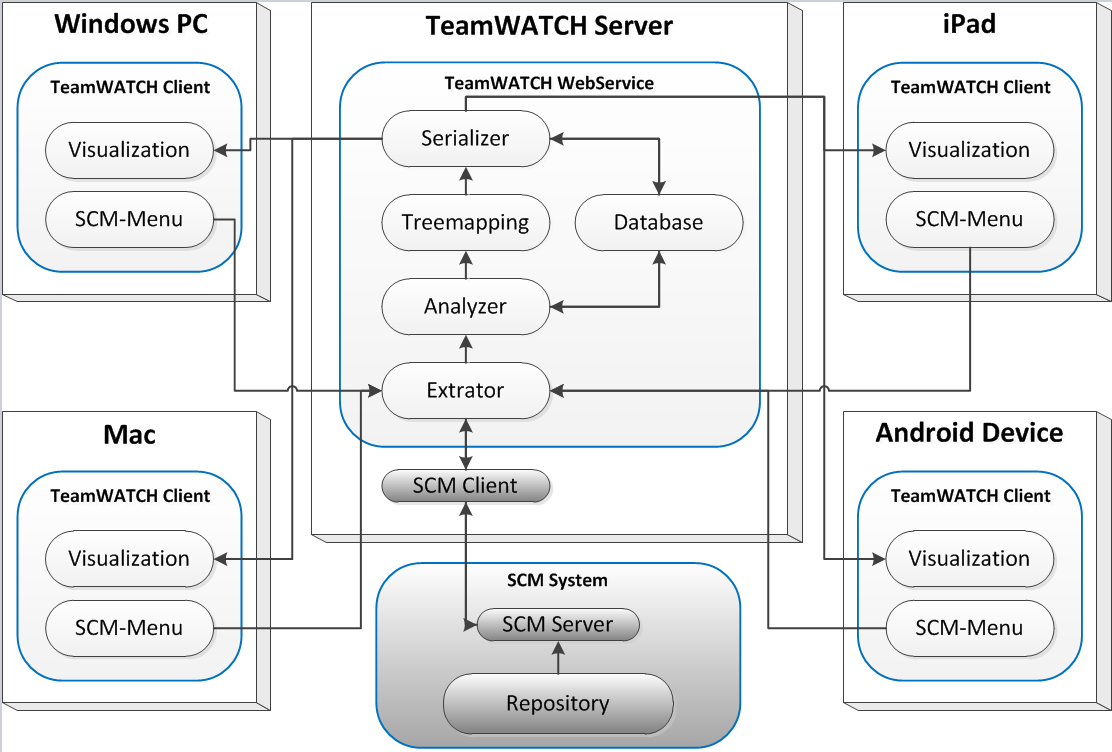 Windows PC
TeamWATCH Client
Visualization
SCM-Menu
TeamWATCH Server
TeamWATCH WebService
Serializer
Treemapping
Database
Analyzer
Extrator
SCM Client
iPad
TeamWATCH Client
Visualization
SCM-Menu
Mac
TeamWATCH Client
Visualization
SCM-Menu
SCM System
SCM Server
Repository
Android Device
TeamWATCH Client
Visualization
SCM-Menu